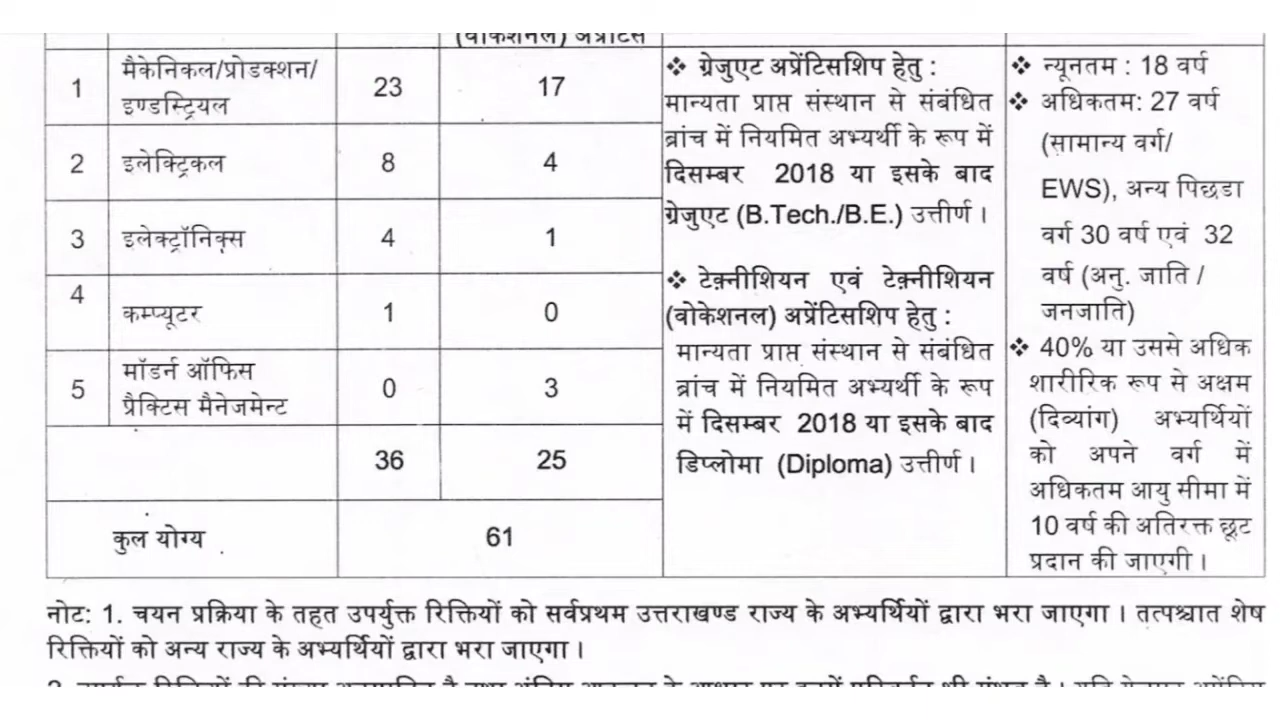 (वोकेशनल) अप्रेंटिस
1 मैकेनिकल/प्रोडक्शन/ इण्डस्ट्रियल 23 17
2 इलेक्ट्रिकल 8 4
3 इलेक्ट्रॉनिक्स 4 1
4 कम्प्यूटर 1 0
5 मॉडर्न ऑफिस प्रैक्टिस मैनेजमेन्ट 0 3
36 25
कुल योग्य 61
❖ ग्रेजुएट अप्रेंटिसशिप हेतु :
मान्यता प्राप्त संस्थान से संबंधित
ब्रांच में नियमित अभ्यर्थी के रूप में
दिसम्बर 2018 या इसके बाद
ग्रेजुएट (B.Tech./B.E.) उत्तीर्ण।
❖ टेक़्नीशियन एवं टेक़्नीशियन
(वोकेशनल) अप्रेंटिसशिप हेतु :
मान्यता प्राप्त संस्थान से संबंधित
ब्रांच में नियमित अभ्यर्थी के रूप
में दिसम्बर 2018 या इसके बाद
डिप्लोमा (Diploma) उत्तीर्ण।
❖ न्यूनतम : 18 वर्ष
❖ अधिकतम: 27 वर्ष
(सामान्य वर्ग/
EWS), अन्य पिछडा
वर्ग 30 वर्ष एवं 32
वर्ष (अनु. जाति /
जनजाति)
❖ 40% या उससे अधिक
शारीरिक रूप से अक्षम
(दिव्यांग) अभ्यर्थियों
को अपने वर्ग में
अधिकतम आयु सीमा में
10 वर्ष की अतिरक्त छूट
प्रदान की जाएगी।
नोट: 1. चयन प्रक्रिया के तहत उपर्युक्त रिक्तियों को सर्वप्रथम उत्तराखण्ड राज्य के अभ्यर्थियों द्वारा भरा जाएगा। तत्पश्चात शेष
रिक्तियों को अन्य राज्य के अभ्यर्थियों द्वारा भरा जाएगा।